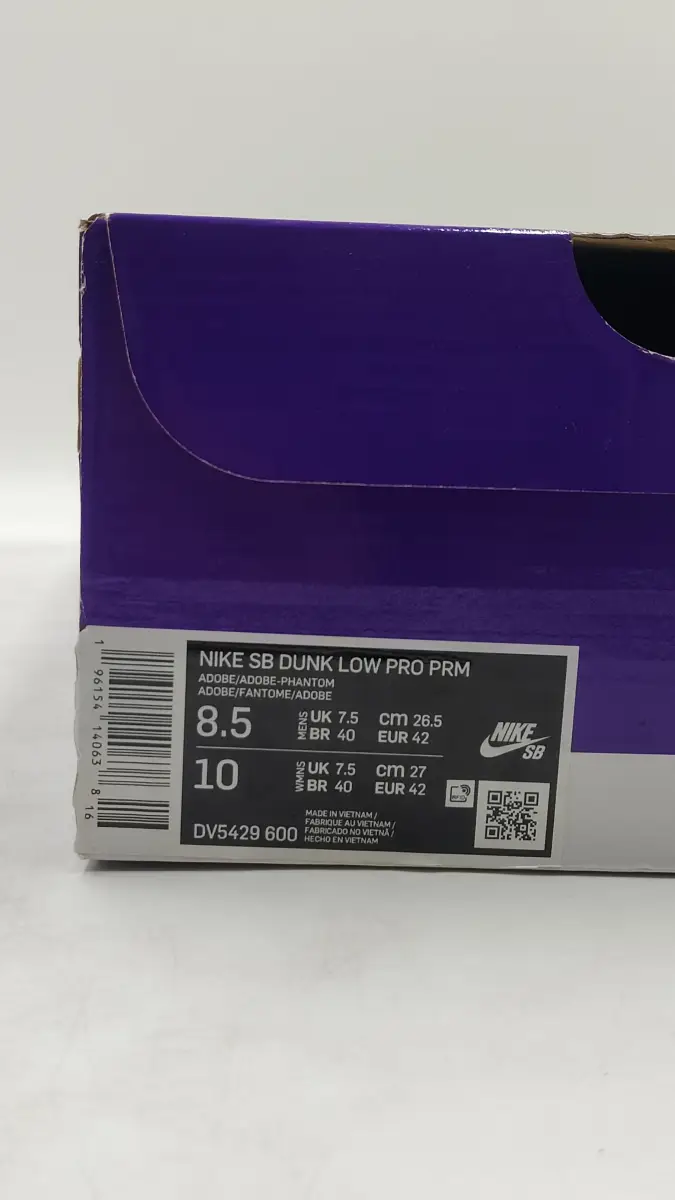 1 96154 14063 8 16
NIKE SB DUNK LOW PRO PRM
ADOBE/ADOBE-PHANTOM
ADOBE/FANTOME/ADOBE
8.5
MENS
UK 7.5 cm 26.5
BR 40 EUR 42
10
WMNS
UK 7.5 cm 27
BR 40 EUR 42
NIKE
SB
DV5429 600
MADE IN VIETNAM /
FABRIQUE AU VIETNAM /
FABRICADO NO VIETNÃ /
HECHO EN VIETNAM